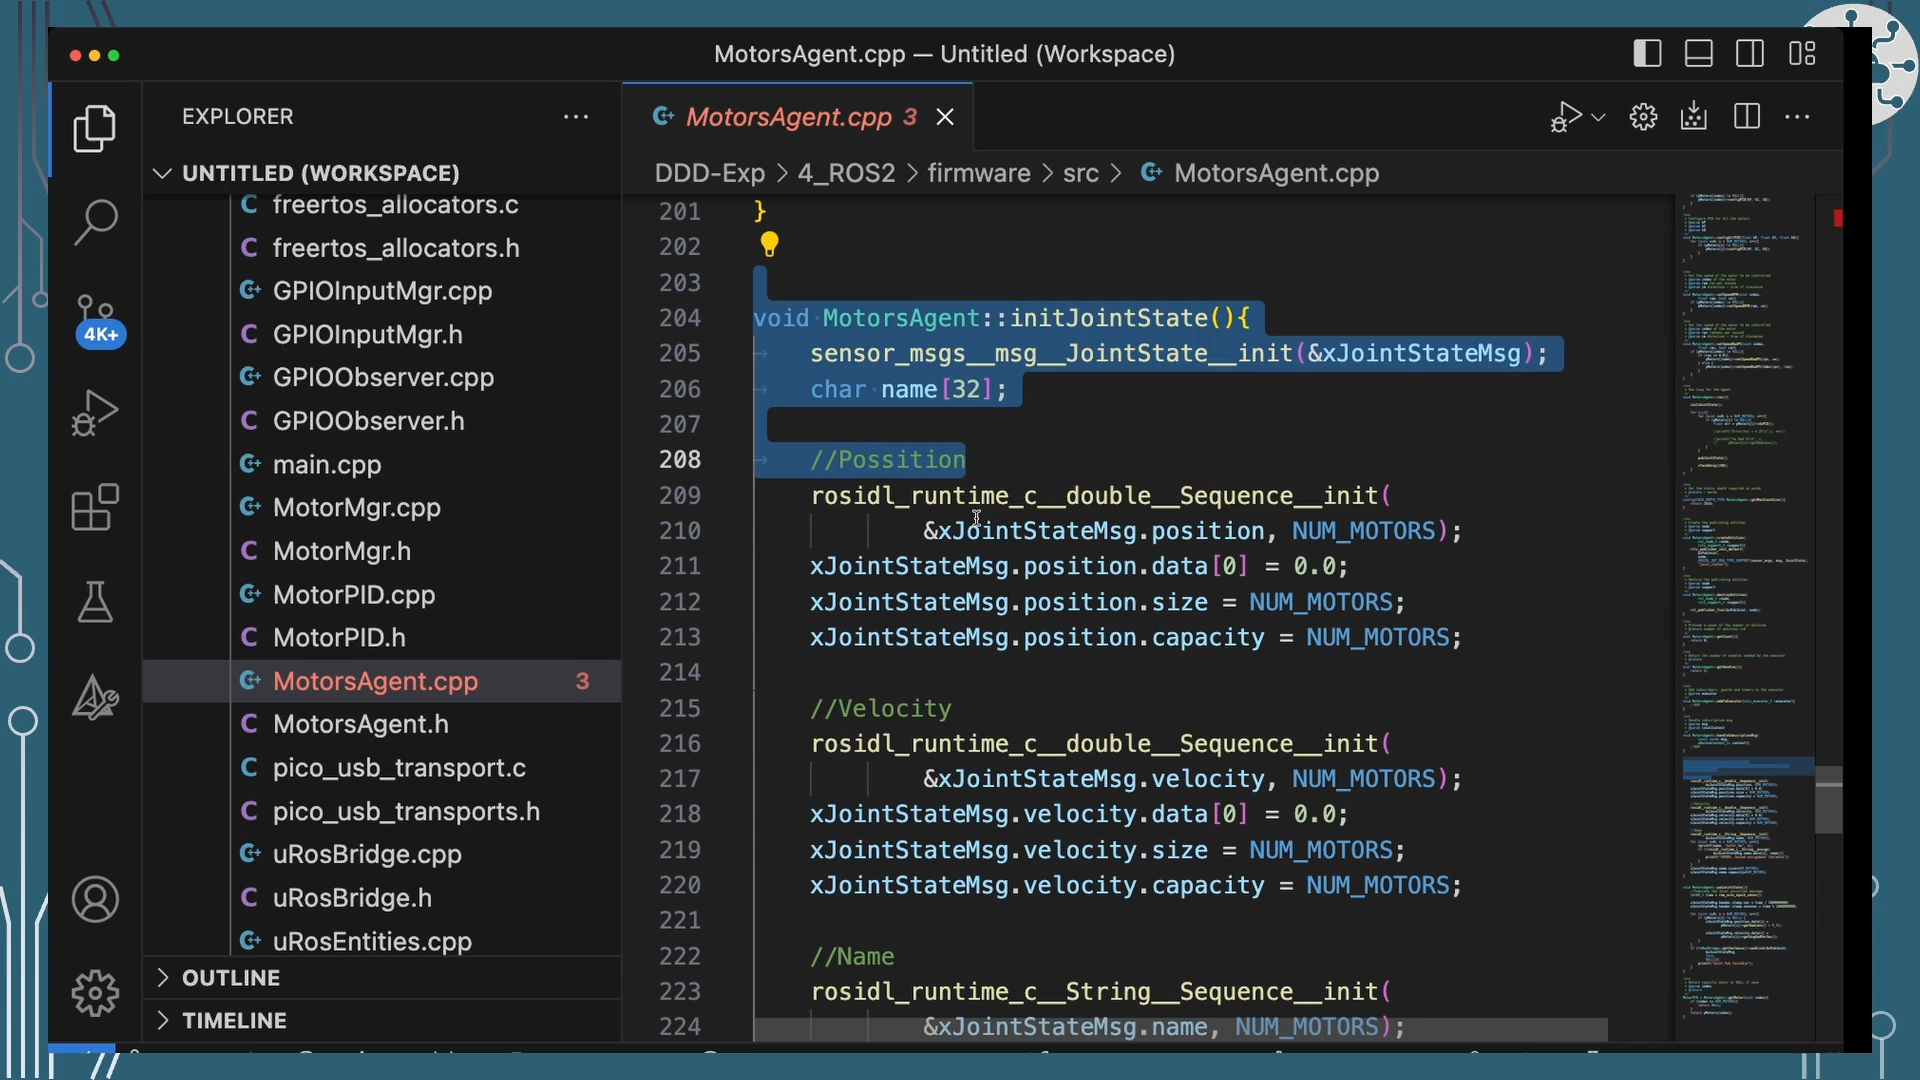 MotorsAgent.cpp — Untitled (Workspace)
EXPLORER
UNTITLED (WORKSPACE)
freertos_allocators.c
freertos_allocators.h
GPIOInputMgr.cpp
GPIOInputMgr.h
GPIOObserver.cpp
GPIOObserver.h
main.cpp
MotorMgr.cpp
MotorMgr.h
MotorPID.cpp
MotorPID.h
MotorsAgent.cpp 3
MotorsAgent.h
pico_usb_transport.c
pico_usb_transports.h
uRosBridge.cpp
uRosBridge.h
uRosEntities.cpp
OUTLINE
TIMELINE
4K+
MotorsAgent.cpp 3
DDD-Exp > 4_ROS2 > firmware > src > MotorsAgent.cpp
201 }
202
203
204 void MotorsAgent::initJointState(){
205 sensor_msgs__msg__JointState__init(&xJointStateMsg);
206 char name[32];
207
208 //Possition
209 rosidl_runtime_c__double__Sequence__init(
210 &xJointStateMsg.position, NUM_MOTORS);
211 xJointStateMsg.position.data[0] = 0.0;
212 xJointStateMsg.position.size = NUM_MOTORS;
213 xJointStateMsg.position.capacity = NUM_MOTORS;
214
215 //Velocity
216 rosidl_runtime_c__double__Sequence__init(
217 &xJointStateMsg.velocity, NUM_MOTORS);
218 xJointStateMsg.velocity.data[0] = 0.0;
219 xJointStateMsg.velocity.size = NUM_MOTORS;
220 xJointStateMsg.velocity.capacity = NUM_MOTORS;
221
222 //Name
223 rosidl_runtime_c__String__Sequence__init(
224 &xJointStateMsg.name, NUM_MOTORS);